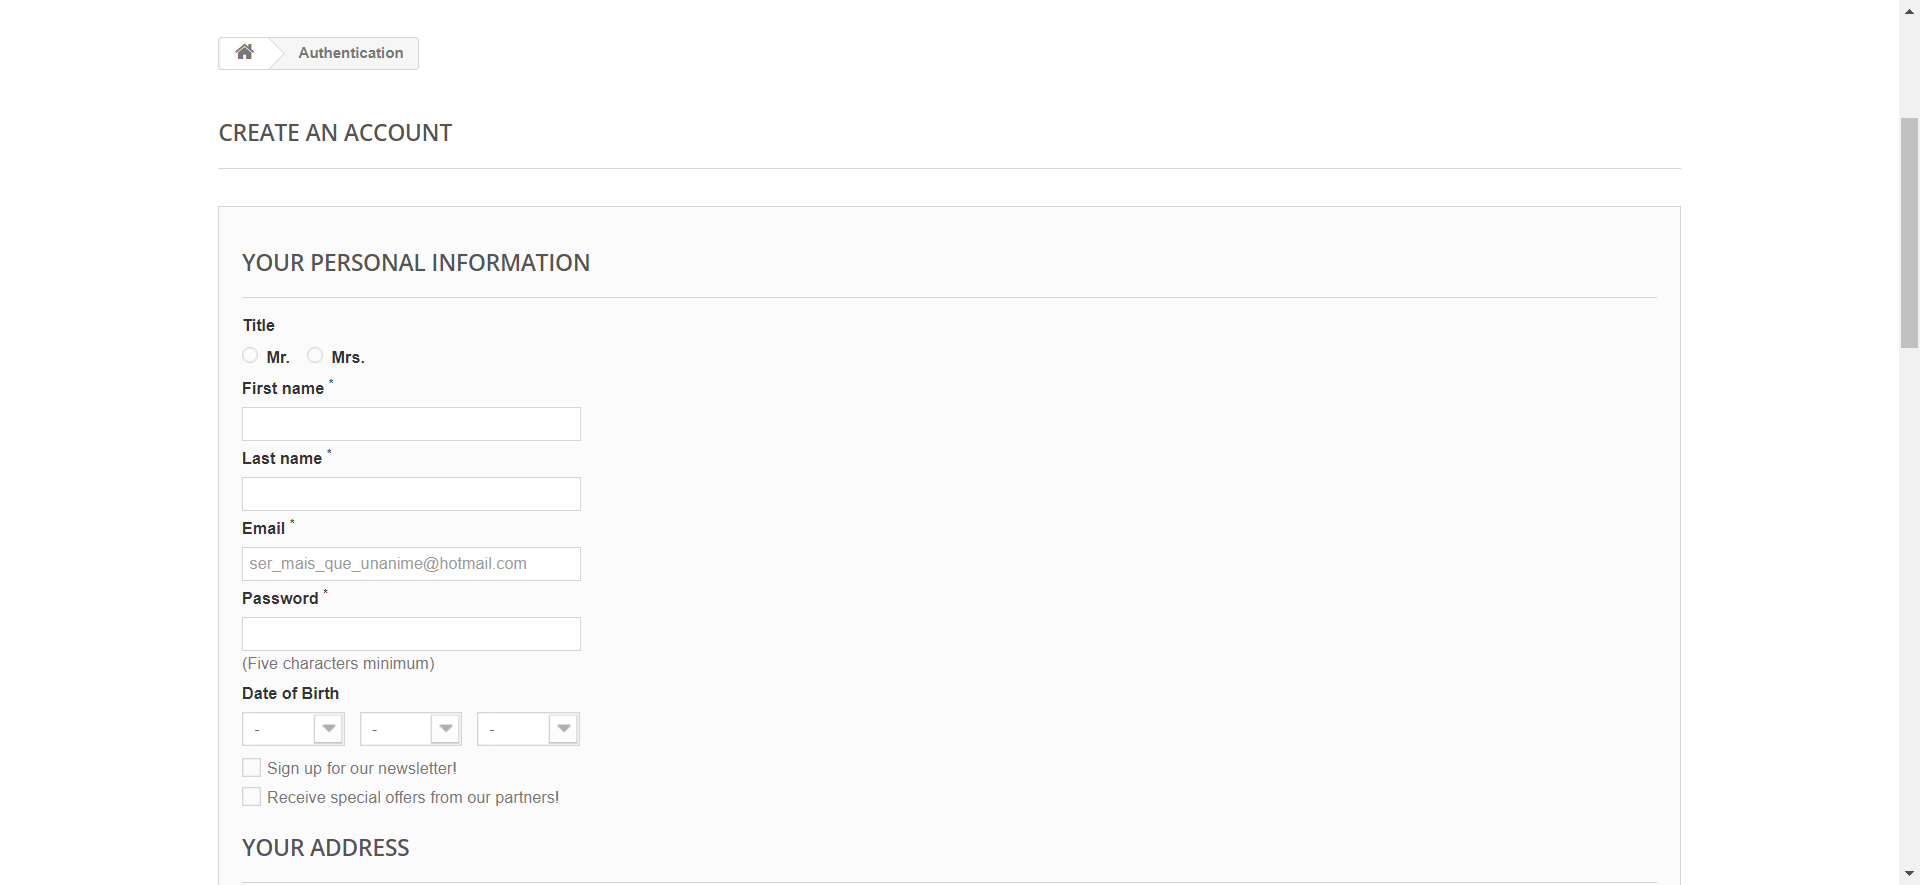 Authentication
CREATE AN ACCOUNT
YOUR PERSONAL INFORMATION
Title
Mr. Mrs.
First name *
Last name *
Email *
ser_mais_que_unanime@hotmail.com
Password *
(Five characters minimum)
Date of Birth
- - -
Sign up for our newsletter!
Receive special offers from our partners!
YOUR ADDRESS